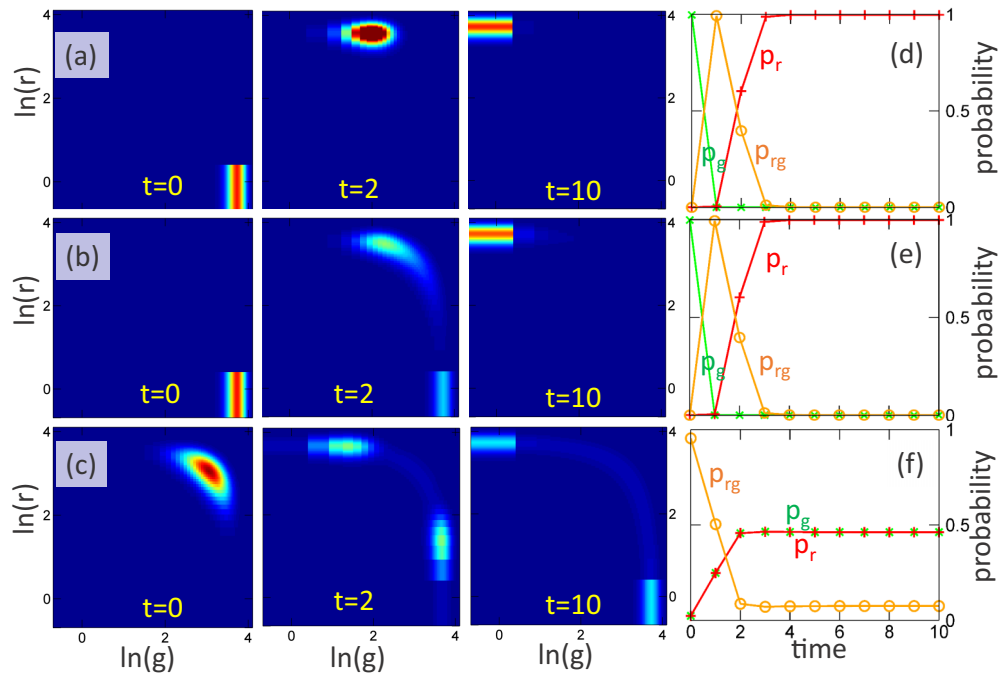 (a)
ln(r)
4
2
0
t=0
t=2
t=10
4
2
0
(d)
p_r
p_g
p_rg
1
0.5
0
probability
(b)
ln(r)
4
2
0
t=0
t=2
t=10
4
2
0
(e)
p_r
p_g
p_rg
1
0.5
0
probability
(c)
ln(r)
4
2
0
t=0
t=2
t=10
4
2
0
(f)
p_rg
p_g
p_r
1
0.5
0
probability
0 2 4
0 2 4
0 2 4
0 2 4 6 8 10
ln(g)
ln(g)
ln(g)
time